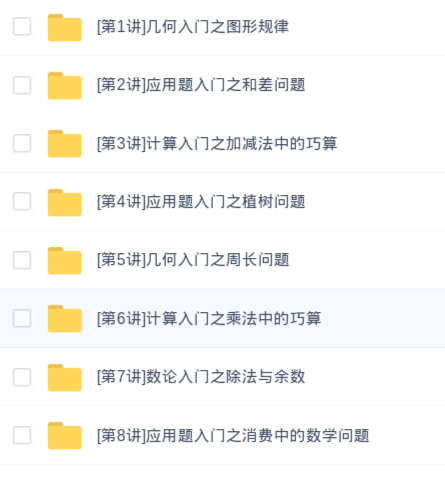 [第1讲]几何入门之图形规律
[第2讲]应用题入门之和差问题
[第3讲]计算入门之加减法中的巧算
[第4讲]应用题入门之植树问题
[第5讲]几何入门之周长问题
[第6讲]计算入门之乘法中的巧算
[第7讲]数论入门之除法与余数
[第8讲]应用题入门之消费中的数学问题